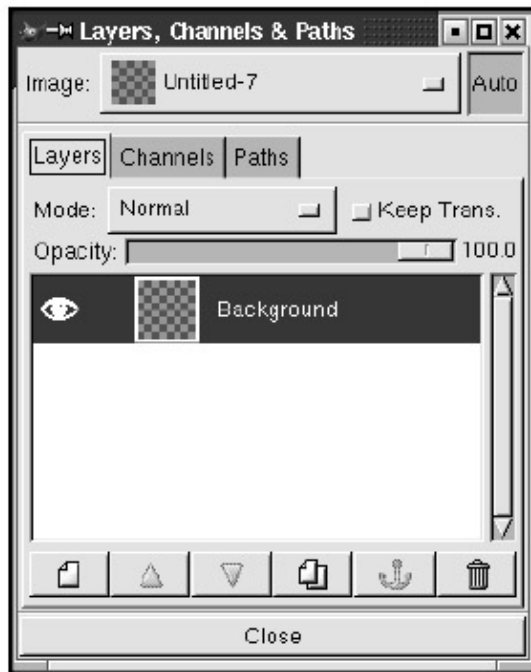 Layers, Channels & Paths
Image: Untitled-7 Auto
Layers Channels Paths
Mode: Normal Keep Trans.
Opacity: 100.0
Background
Close